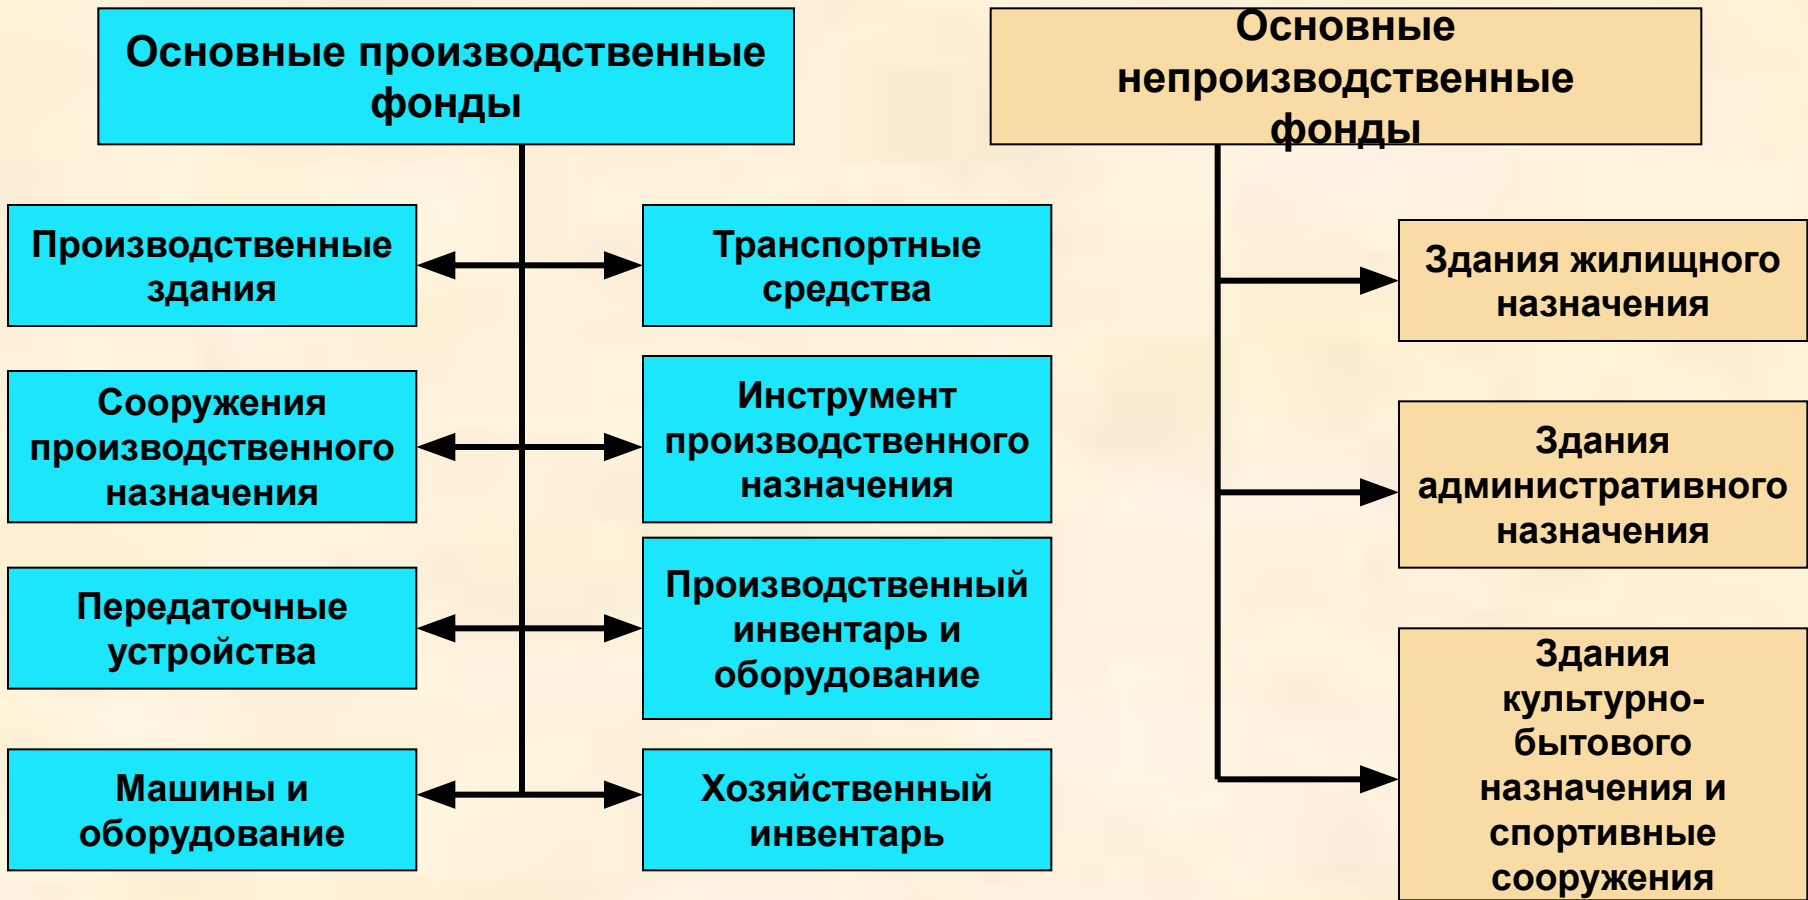 Основные производственные
фонды
Основные
непроизводственные
фонды
Производственные
здания
Транспортные
средства
Здания жилищного
назначения
Сооружения
производственного
назначения
Инструмент
производственного
назначения
Здания
административного
назначения
Передаточные
устройства
Производственный
инвентарь и
оборудование
Здания
культурно-
бытового
назначения и
спортивные
сооружения
Машины и
оборудование
Хозяйственный
инвентарь